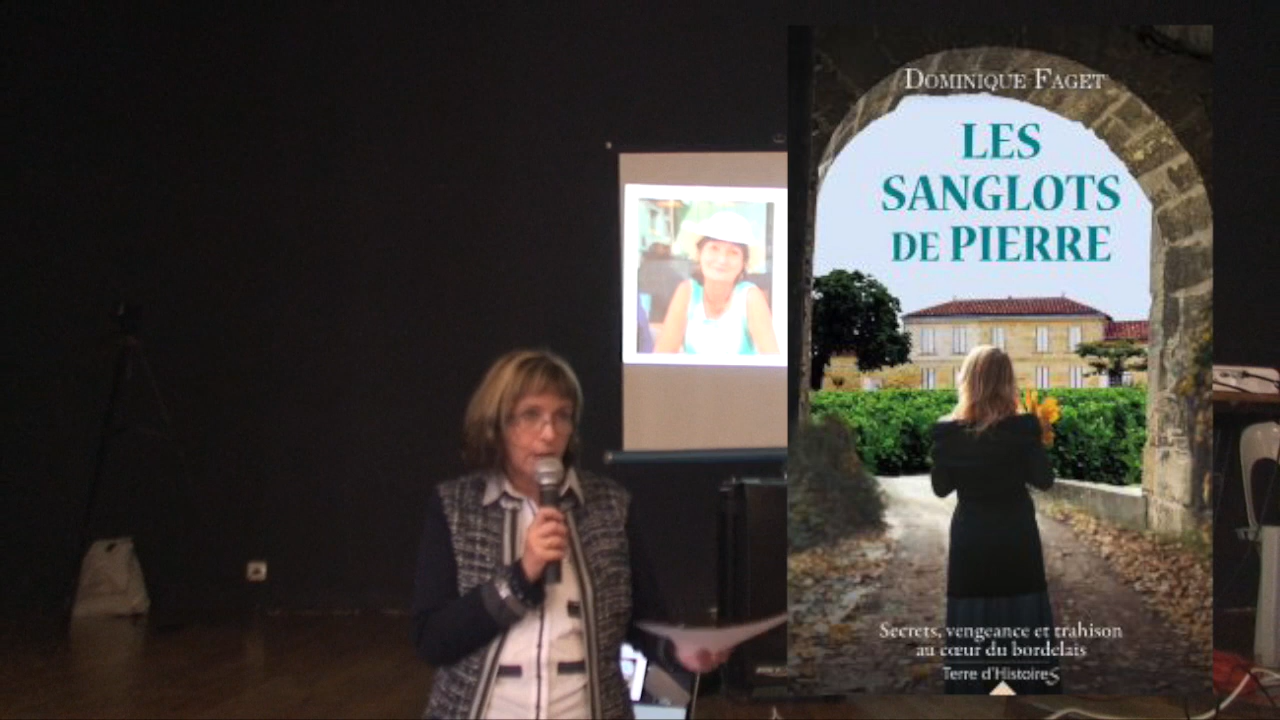 DOMINIQUE FAGET
LES
SANGLOTS
DE PIERRE
Secrets, vengeance et trahison
au cœur du bordelais
Terre d'HistoireS